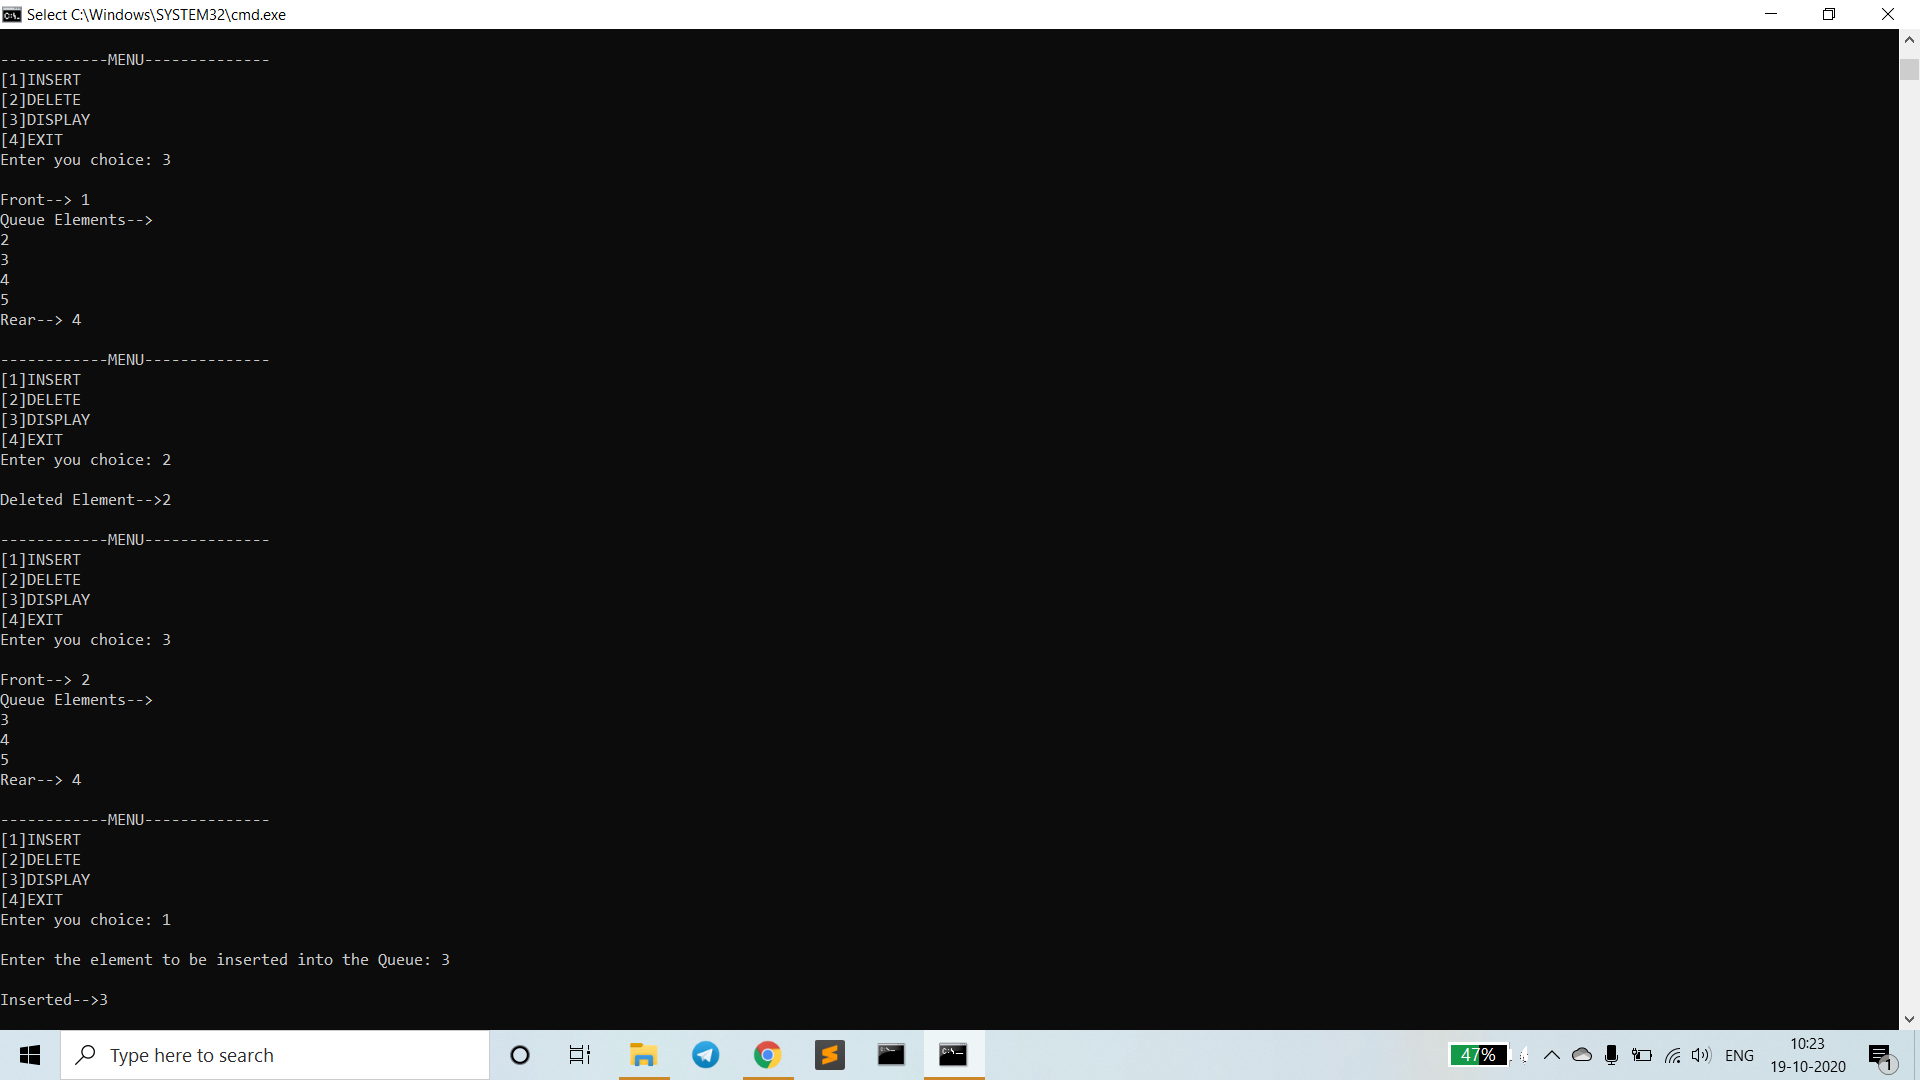 Select C:\Windows\SYSTEM32\cmd.exe
------------MENU--------------
[1]INSERT
[2]DELETE
[3]DISPLAY
[4]EXIT
Enter you choice: 3
Front--> 1
Queue Elements-->
2
3
4
5
Rear--> 4
------------MENU--------------
[1]INSERT
[2]DELETE
[3]DISPLAY
[4]EXIT
Enter you choice: 2
Deleted Element-->2
------------MENU--------------
[1]INSERT
[2]DELETE
[3]DISPLAY
[4]EXIT
Enter you choice: 3
Front--> 2
Queue Elements-->
3
4
5
Rear--> 4
------------MENU--------------
[1]INSERT
[2]DELETE
[3]DISPLAY
[4]EXIT
Enter you choice: 1
Enter the element to be inserted into the Queue: 3
Inserted-->3
Type here to search
47%
ENG
10:23
19-10-2020
1